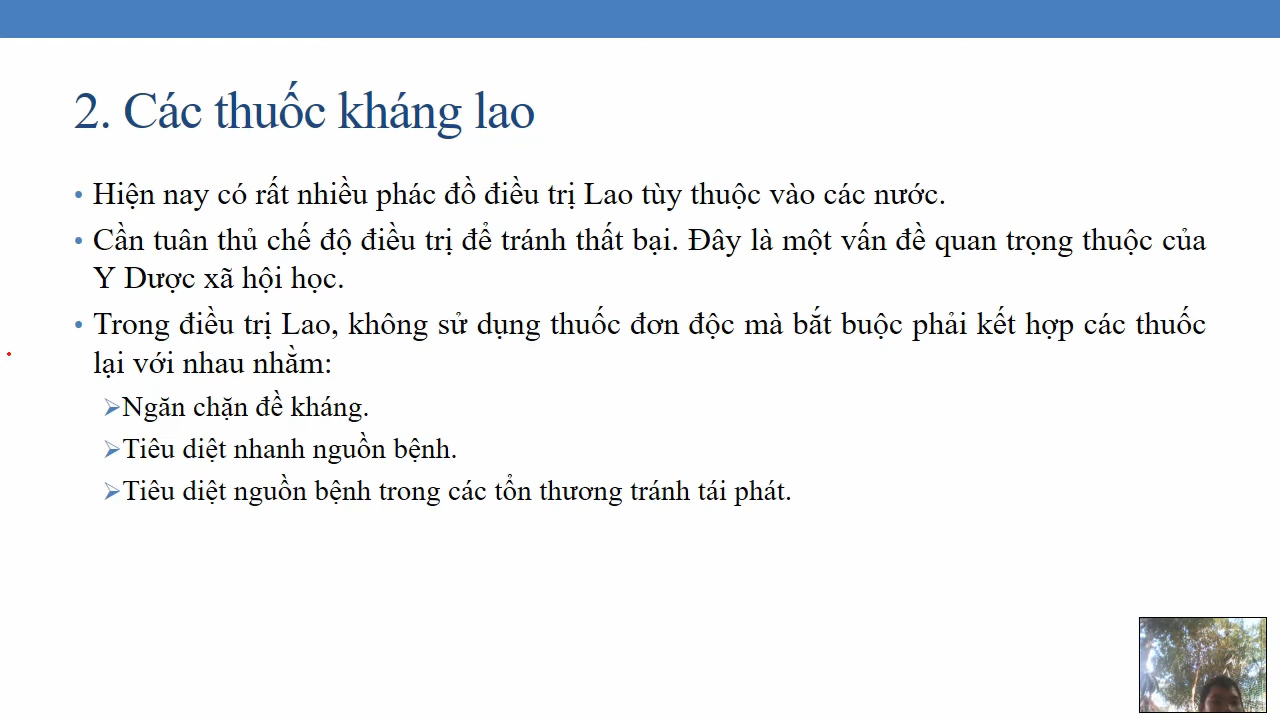 2. Các thuốc kháng lao
• Hiện nay có rất nhiều phác đồ điều trị Lao tùy thuộc vào các nước.
• Cần tuân thủ chế độ điều trị để tránh thất bại. Đây là một vấn đề quan trọng thuộc của
Y Dược xã hội học.
• Trong điều trị Lao, không sử dụng thuốc đơn độc mà bắt buộc phải kết hợp các thuốc
lại với nhau nhằm:
➢Ngăn chặn đề kháng.
➢Tiêu diệt nhanh nguồn bệnh.
➢Tiêu diệt nguồn bệnh trong các tổn thương tránh tái phát.